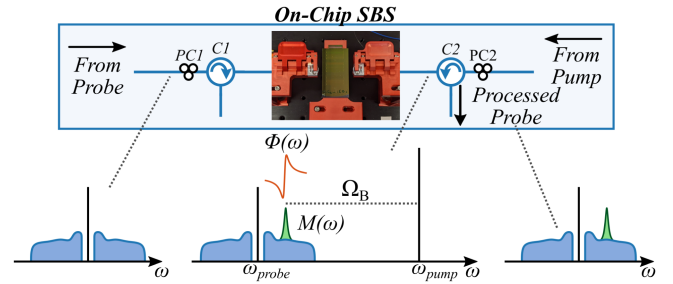 On-Chip SBS
PC1
C1
C2
PC2
From
Probe
From
Pump
Processed
Probe
Φ(ω)
Ω_B
M(ω)
ω
ω_probe
ω_pump
ω
ω